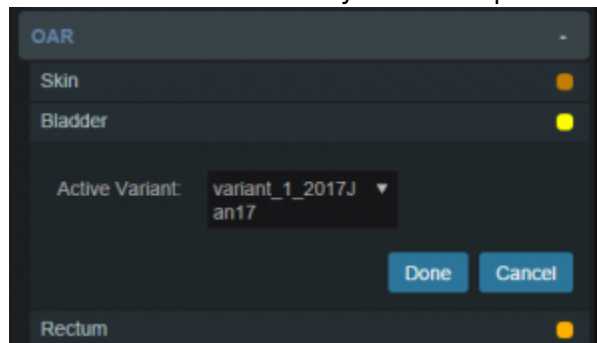 OAR -
Skin
Bladder
Active Variant: variant_1_2017J
an17
Done Cancel
Rectum